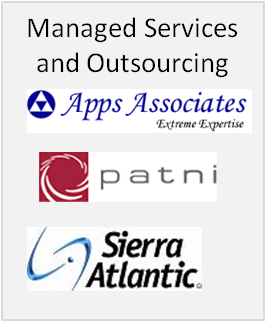 Managed Services
and Outsourcing
Apps Associates
Extreme Expertise
patni
Sierra
Atlantic